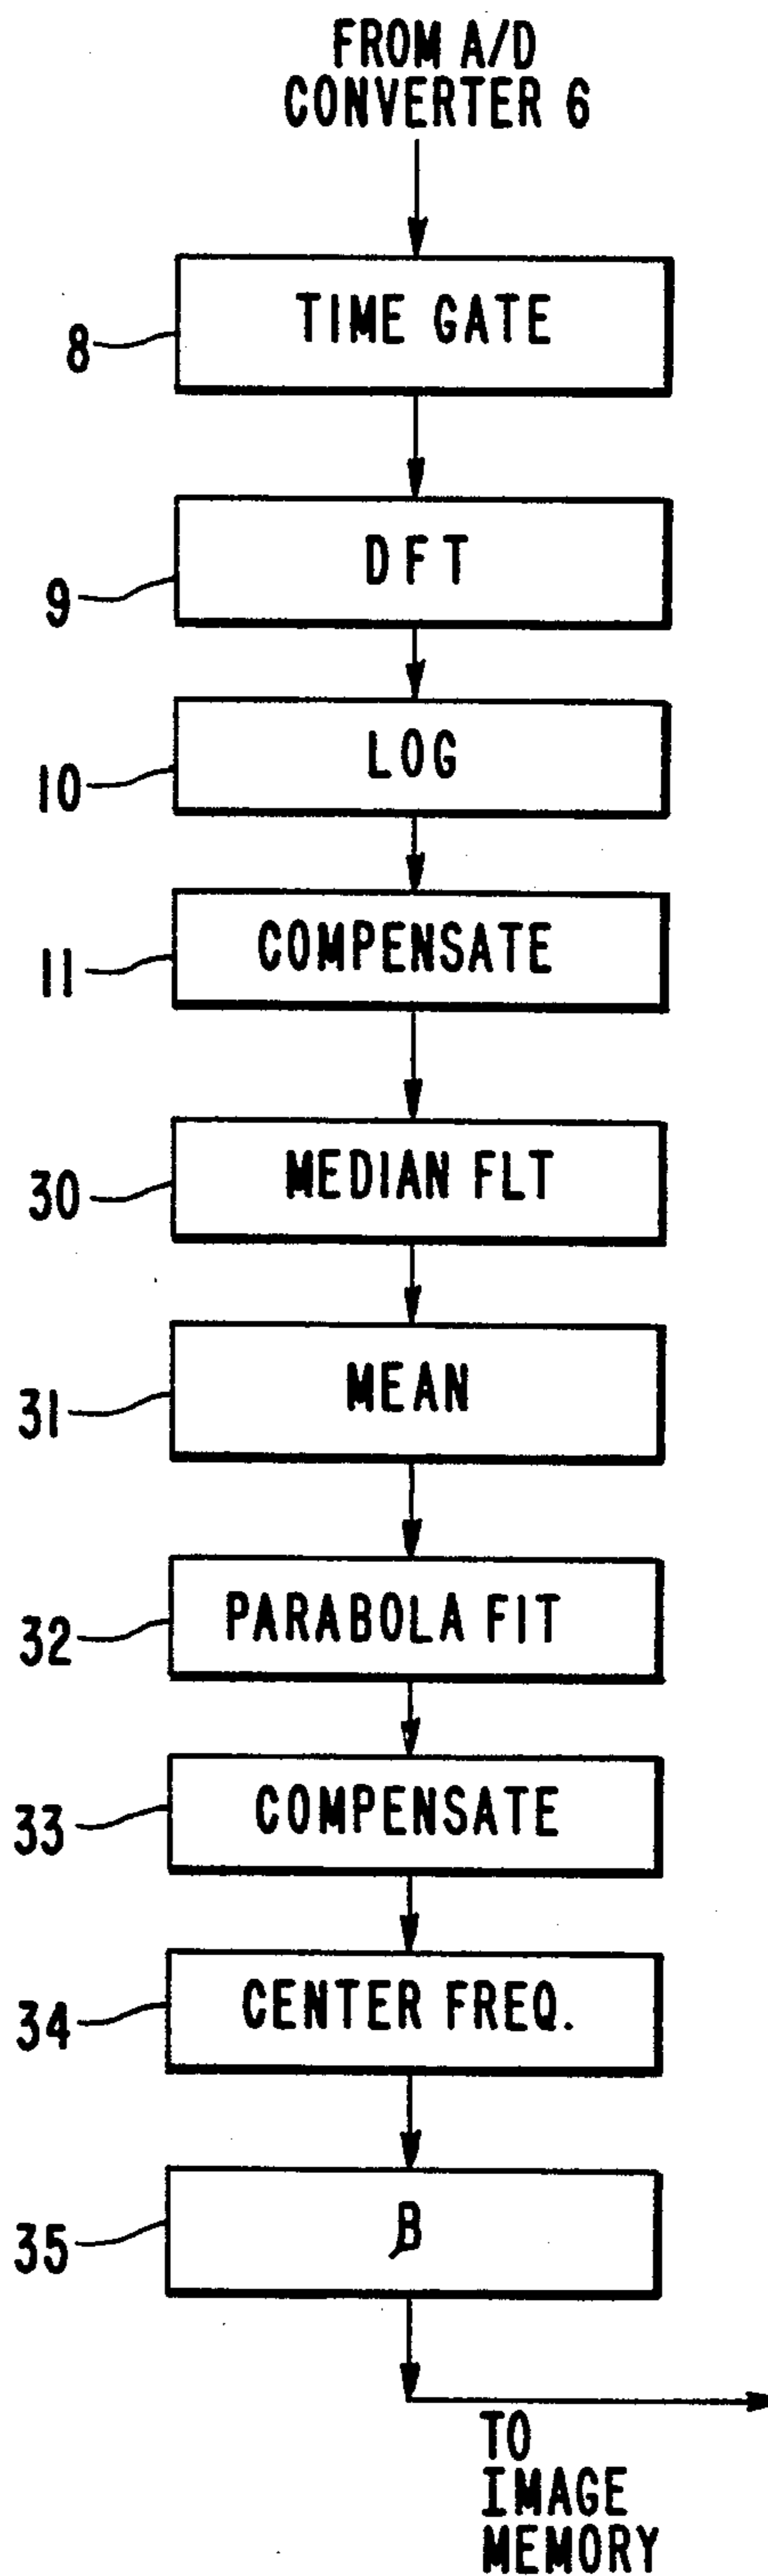 FROM A/D
CONVERTER 6
8
TIME GATE
9
DFT
10
LOG
11
COMPENSATE
30
MEDIAN FLT
31
MEAN
32
PARABOLA FIT
33
COMPENSATE
34
CENTER FREQ.
35
β
TO
IMAGE
MEMORY